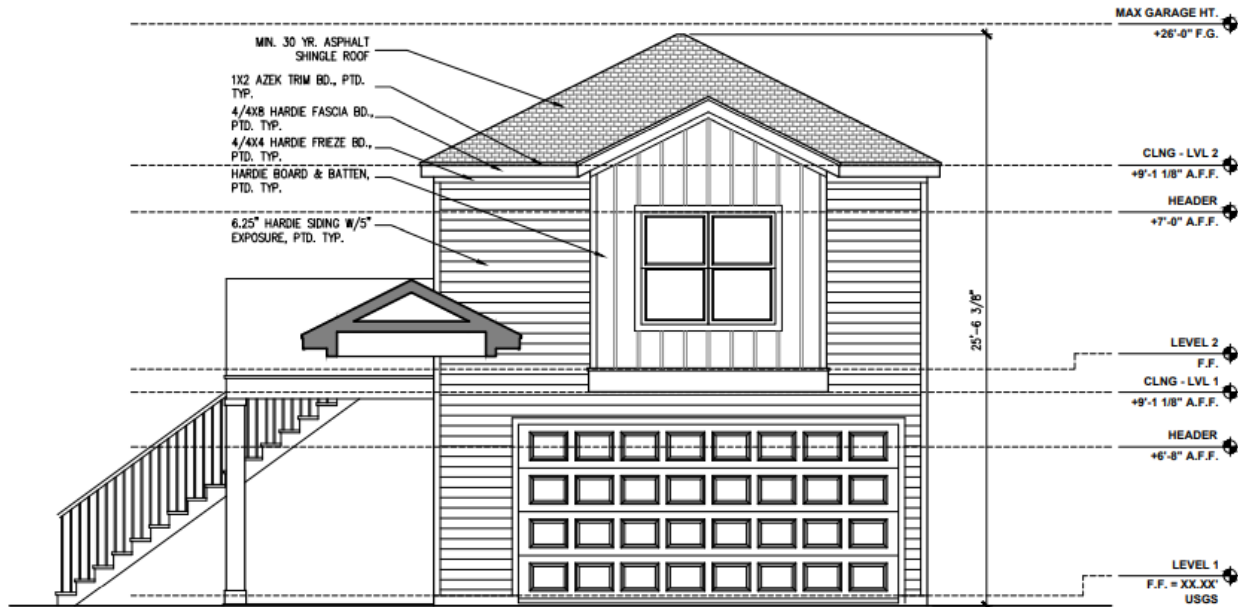 MIN. 30 YR. ASPHALT
SHINGLE ROOF
1X2 AZEK TRIM BD., PTD.
TYP.
4/4X8 HARDIE FASCIA BD.,
PTD. TYP.
4/4X4 HARDIE FRIEZE BD.,
PTD. TYP.
HARDIE BOARD & BATTEN,
PTD. TYP.
6.25" HARDIE SIDING W/5"
EXPOSURE, PTD. TYP.
25'-6 3/8"
MAX GARAGE HT.
+26'-0" F.G.
CLNG - LVL 2
+9'-1 1/8" A.F.F.
HEADER
+7'-0" A.F.F.
LEVEL 2
F.F.
CLNG - LVL 1
+9'-1 1/8" A.F.F.
HEADER
+6'-8" A.F.F.
LEVEL 1
F.F. = XX.XX'
USGS